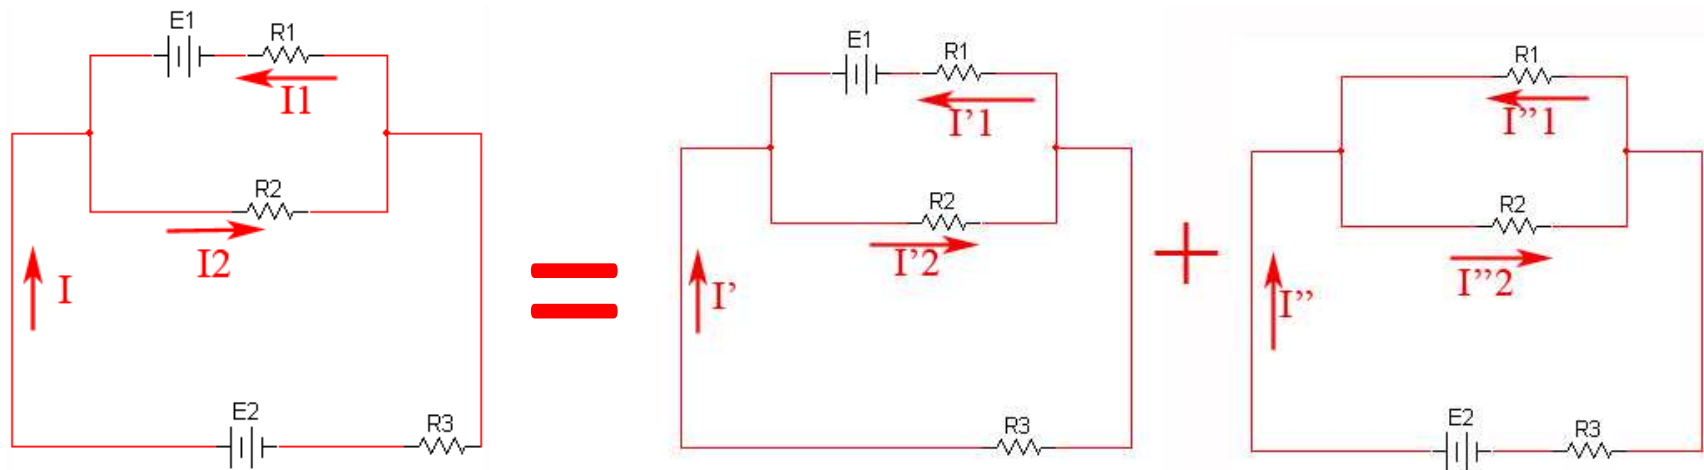 E1
R1
I1
R2
I2
I
E2
R3
=
E1
R1
I'1
R2
I'2
I'
R3
+
R1
I''1
R2
I''2
I''
E2
R3